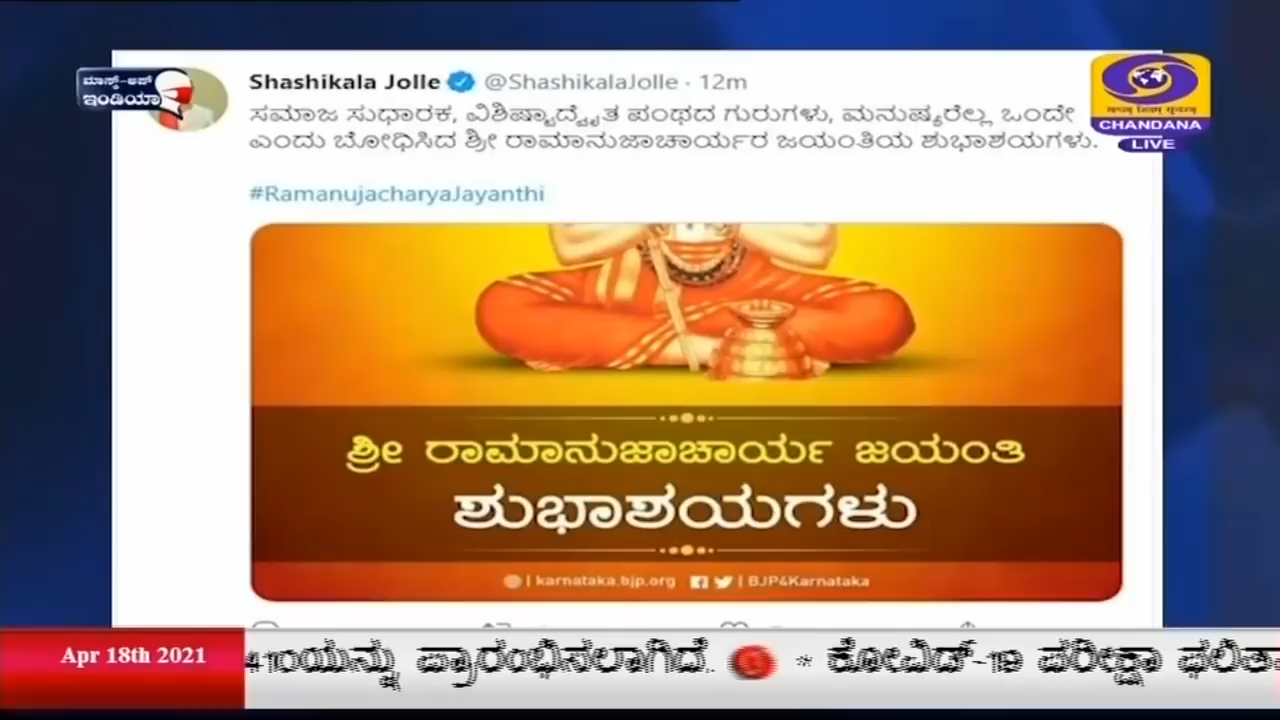 ಮಾಸ್ಕ್-ಅಪ್
ಇಂಡಿಯಾ
Shashikala Jolle @ShashikalaJolle · 12m
ಸಮಾಜ ಸುಧಾರಕ, ವಿಶಿಷ್ಟಾದ್ವೈತ ಪಂಥದ ಗುರುಗಳು, ಮನುಷ್ಯರೆಲ್ಲ ಒಂದೇ
ಎಂದು ಬೋಧಿಸಿದ ಶ್ರೀ ರಾಮಾನುಜಾಚಾರ್ಯರ ಜಯಂತಿಯ ಶುಭಾಶಯಗಳು.
#RamanujacharyaJayanthi
CHANDANA
LIVE
ಶ್ರೀ ರಾಮಾನುಜಾಚಾರ್ಯ ಜಯಂತಿ
ಶುಭಾಶಯಗಳು
| karnataka.bjp.org | BJP4Karnataka
Apr 18th 2021
ಪ್ರಾರಂಭಿಸಲಾಗಿದೆ. * ಕೋವಿಡ್-19 ಪರೀಕ್ಷಾ